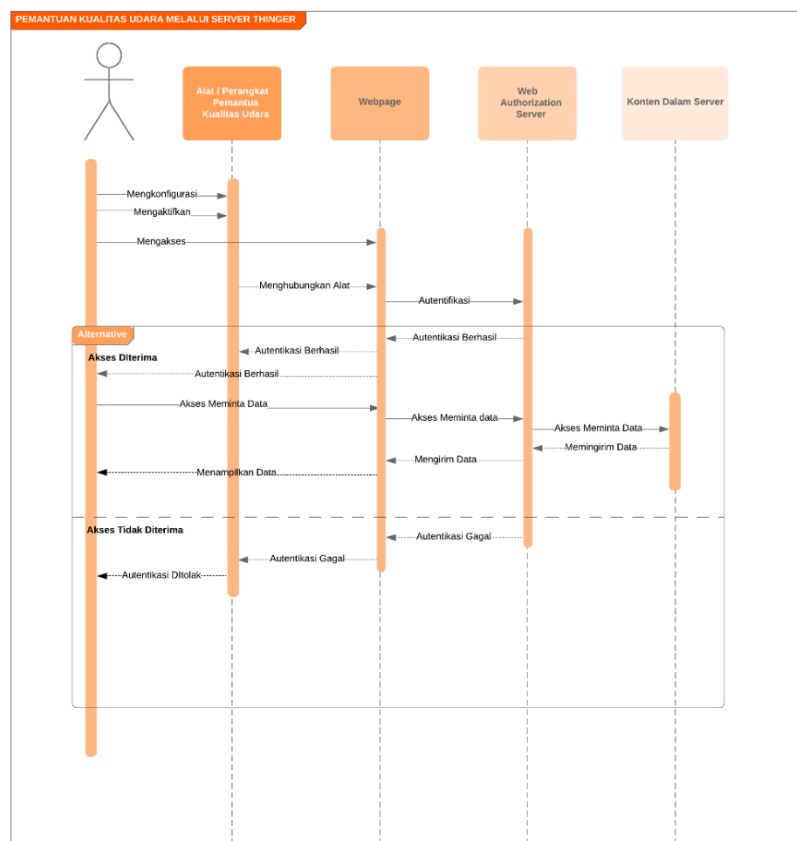 PEMANTUAN KUALITAS UDARA MELALUI SERVER THINGER
Alat / Perangkat
Pemantua
Kualitas Udara
Webpage
Web
Authorization
Server
Konten Dalam Server
Mengkonfigurasi
Mengaktifkan
Mengakses
Menghubungkan Alat
Autentifikasi
Alternative
Akses Diterima
Autentikasi Berhasil
Autentikasi Berhasil
Autentikasi Berhasil
Akses Meminta Data
Akses Meminta data
Akses Meminta Data
Memingirim Data
Mengirim Data
Menampilkan Data
Akses Tidak Diterima
Autentikasi Gagal
Autentikasi Gagal
Autentikasi Ditolak